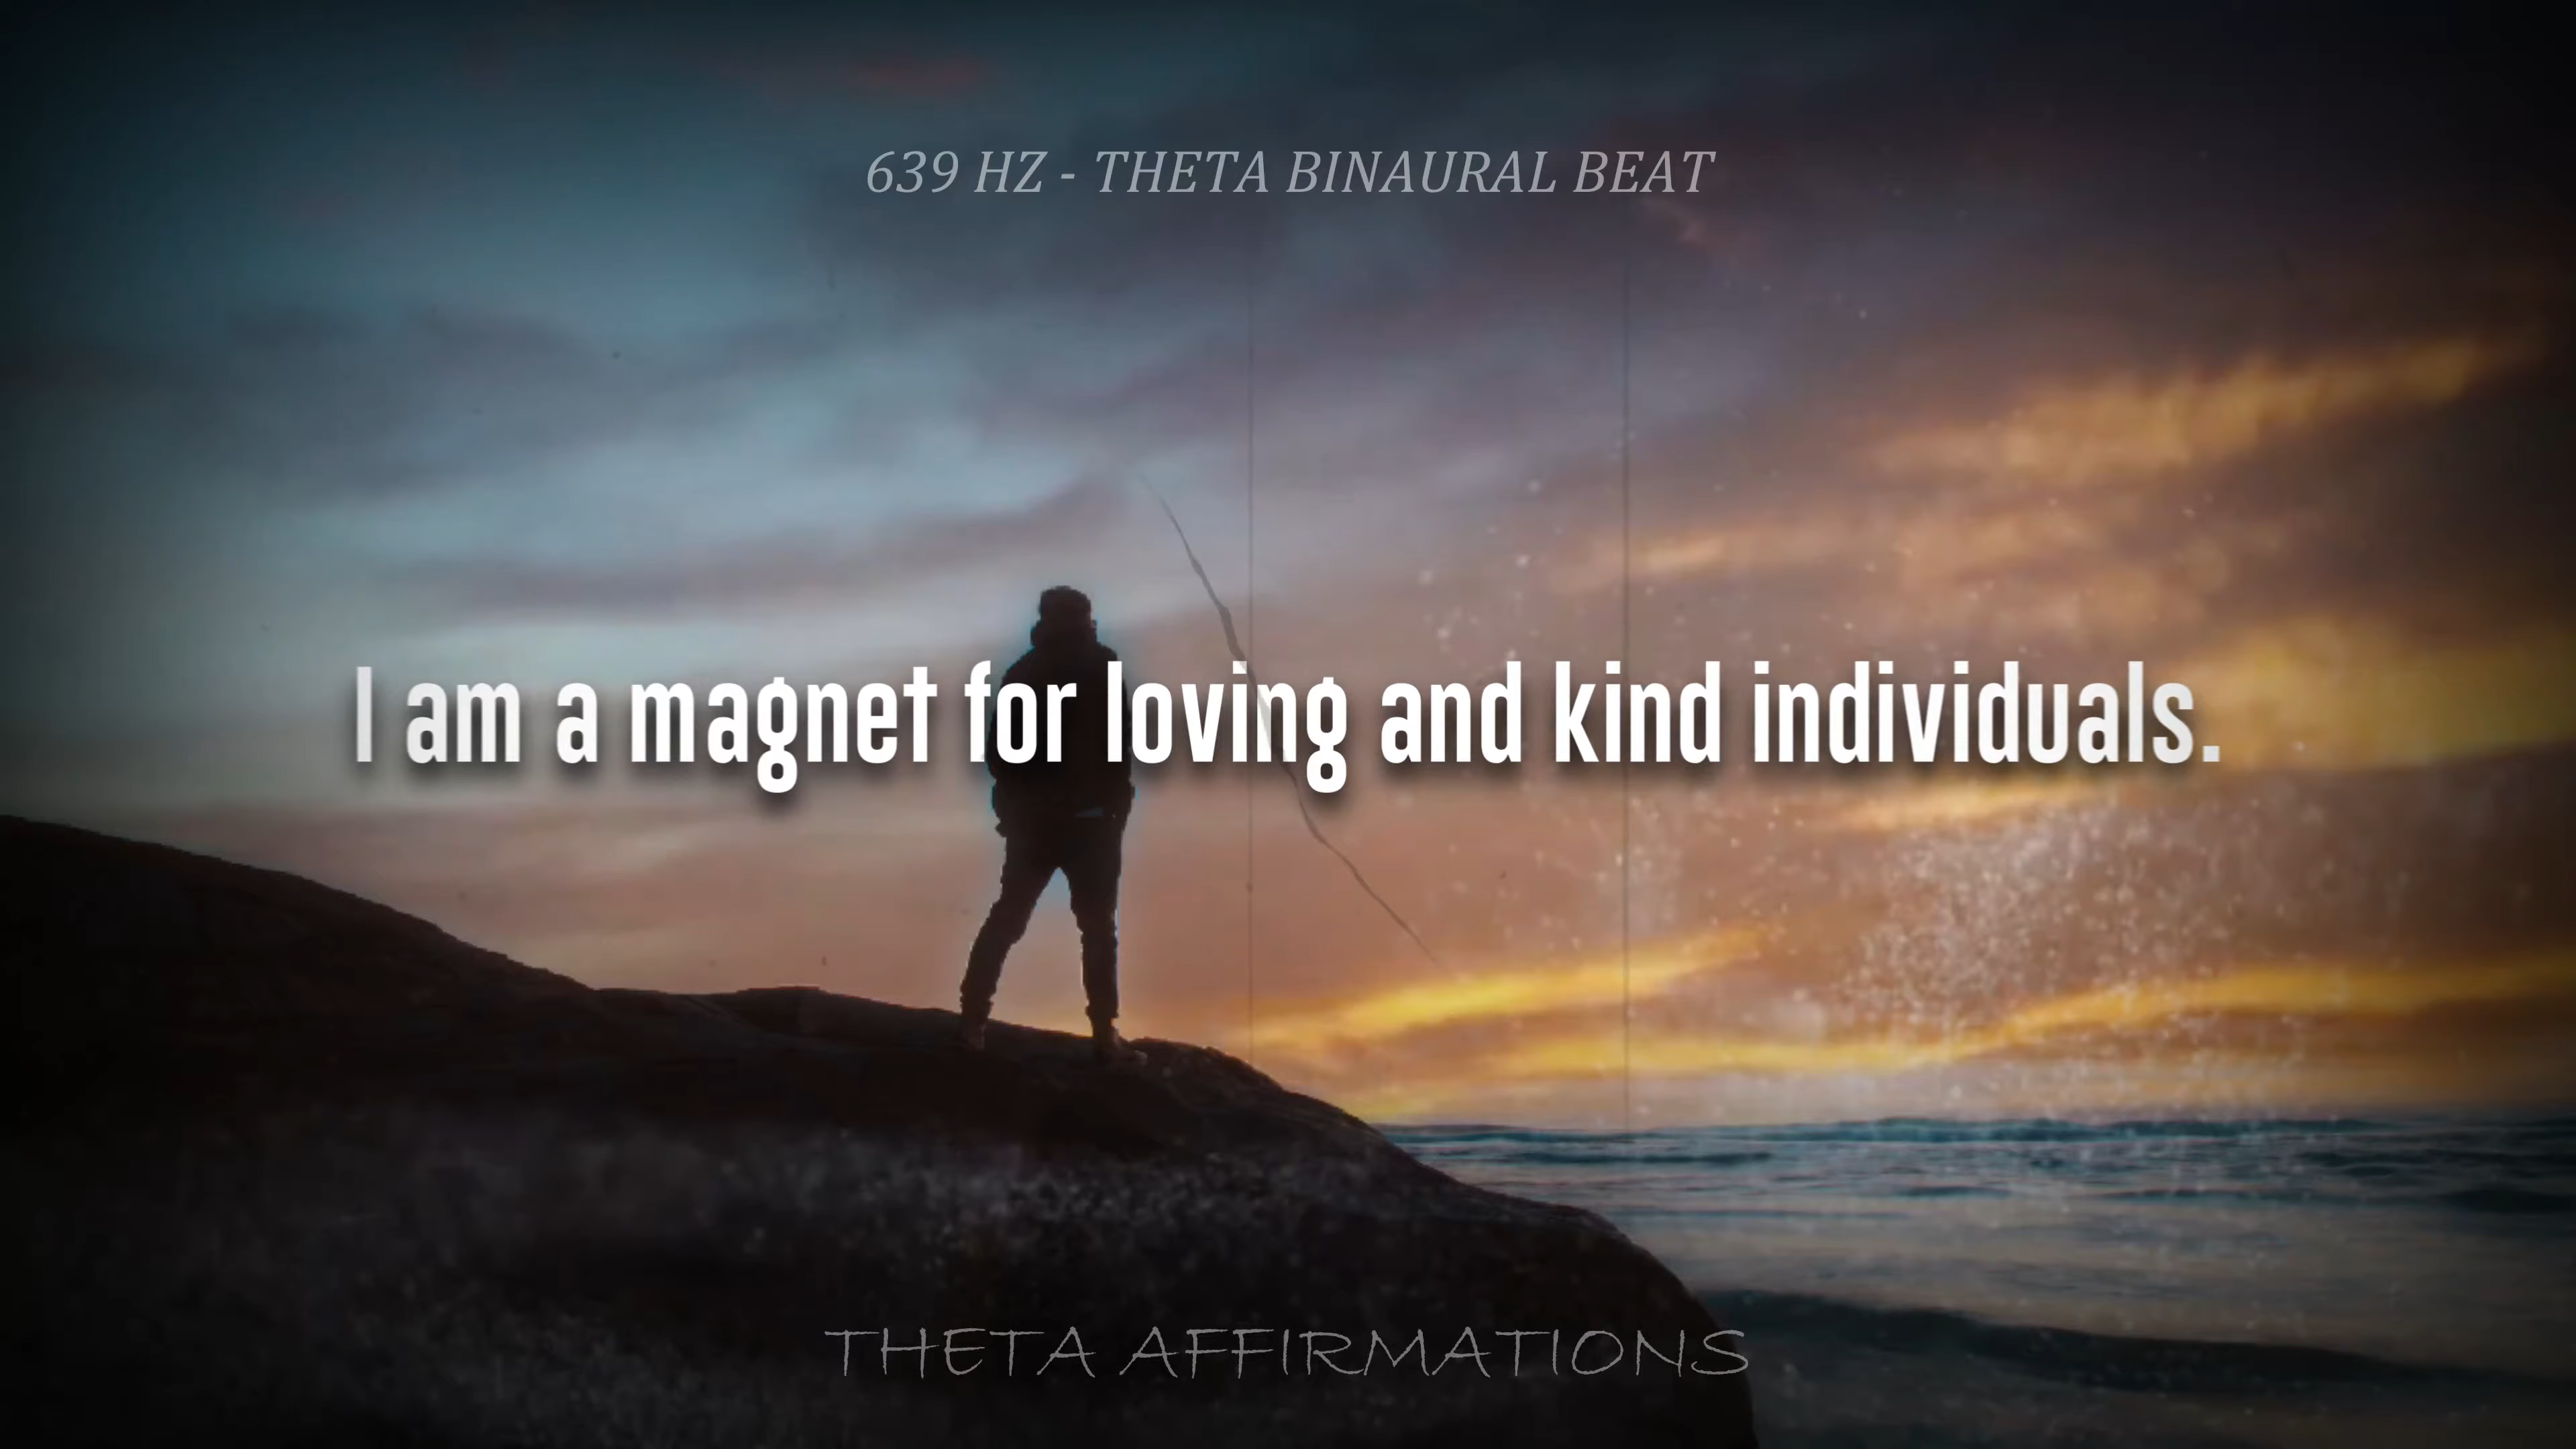 639 HZ - THETA BINAURAL BEAT
I am a magnet for loving and kind individuals.
THETA AFFIRMATIONS